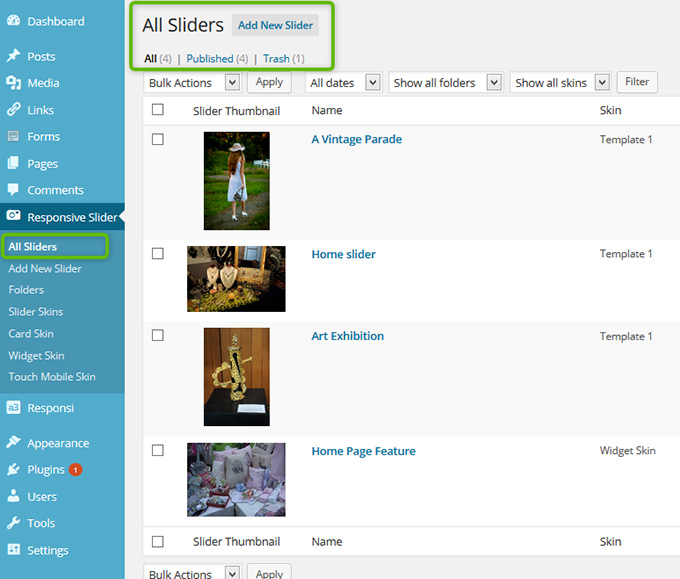 Dashboard
Posts
Media
Links
Forms
Pages
Comments
Responsive Slider
All Sliders
Add New Slider
Folders
Slider Skins
Card Skin
Widget Skin
Touch Mobile Skin
a3 Responsi
Appearance
Plugins 1
Users
Tools
Settings
All Sliders Add New Slider
All (4) | Published (4) | Trash (1)
Bulk Actions Apply All dates Show all folders Show all skins Filter
Slider Thumbnail Name Skin
A Vintage Parade Template 1
Home slider Template 1
Art Exhibition Template 1
Home Page Feature Widget Skin
Slider Thumbnail Name Skin
Bulk Actions Apply